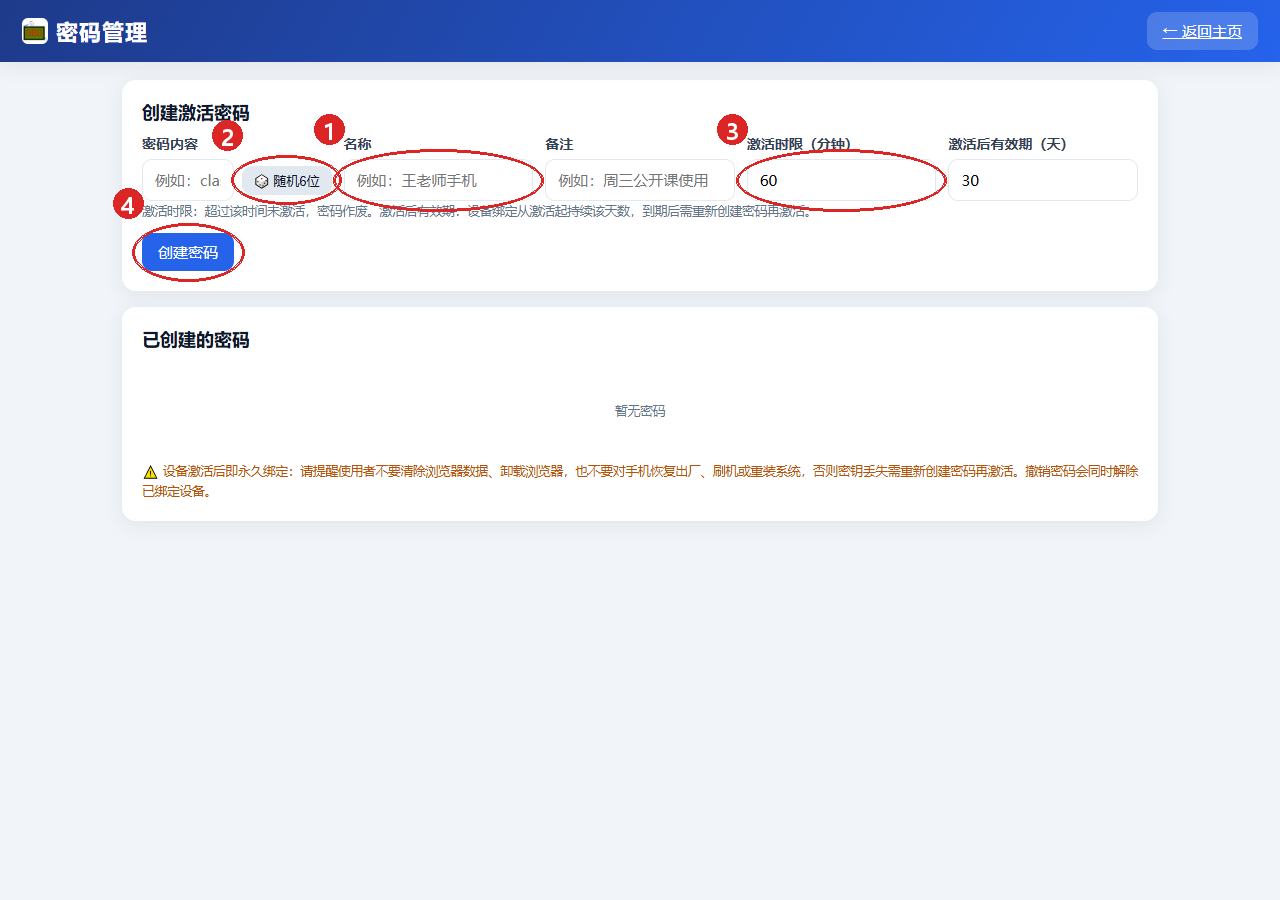 密码管理
← 返回主页
创建激活密码
密码内容
2
1
名称
备注
3
激活时限（分钟）
激活后有效期（天）
例如：cla
随机6位
例如：王老师手机
例如：周三公开课使用
60
30
4
激活时限：超过该时间未激活，密码作废。激活后有效期：设备绑定从激活起持续该天数，到期后需重新创建密码再激活。
创建密码
已创建的密码
暂无密码
设备激活后即永久绑定：请提醒使用者不要清除浏览器数据、卸载浏览器，也不要对手机恢复出厂、刷机或重装系统，否则密钥丢失需重新创建密码再激活。撤销密码会同时解除
已绑定设备。